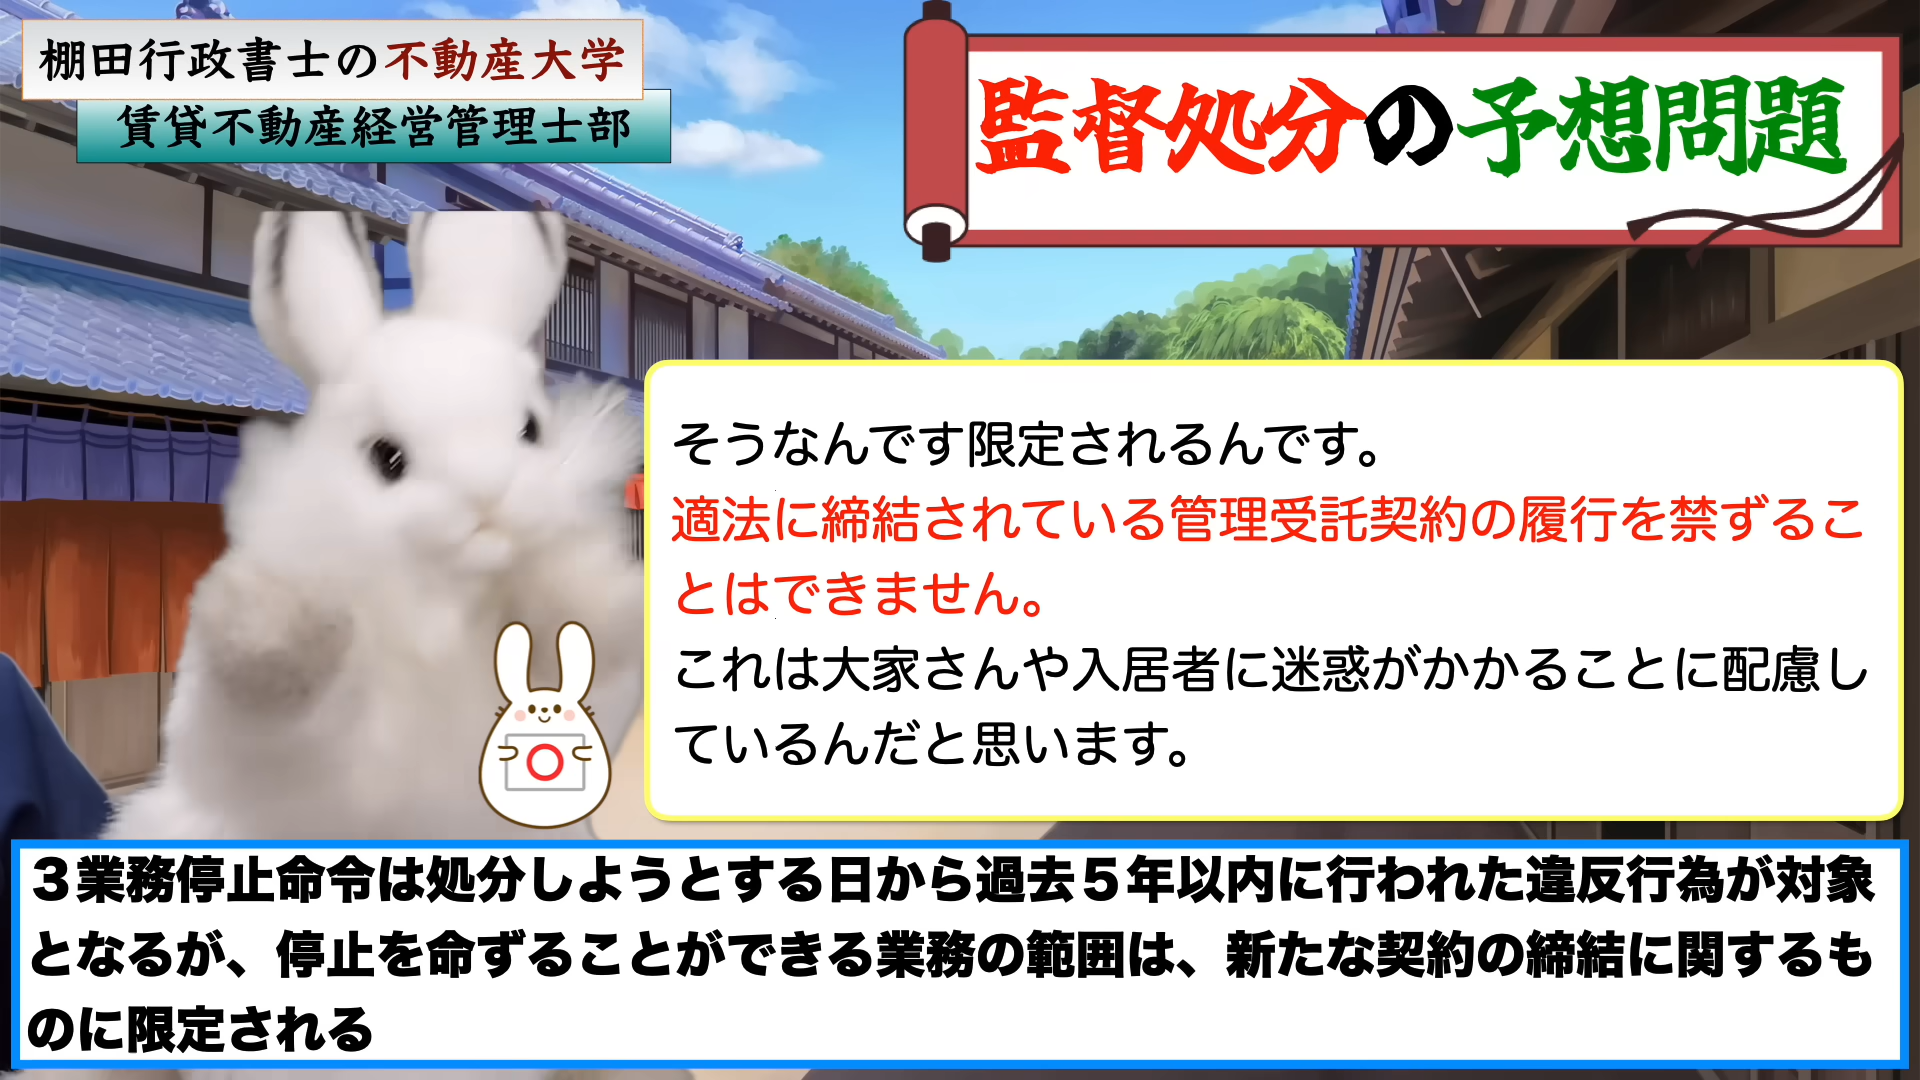 棚田行政書士の不動産大学
賃貸不動産経営管理士部
監督処分の予想問題
そうなんです限定されるんです。
適法に締結されている管理受託契約の履行を禁ずるこ
とはできません。
これは大家さんや入居者に迷惑がかかることに配慮し
ているんだと思います。
３業務停止命令は処分しようとする日から過去５年以内に行われた違反行為が対象
となるが、停止を命ずることができる業務の範囲は、新たな契約の締結に関するも
のに限定される